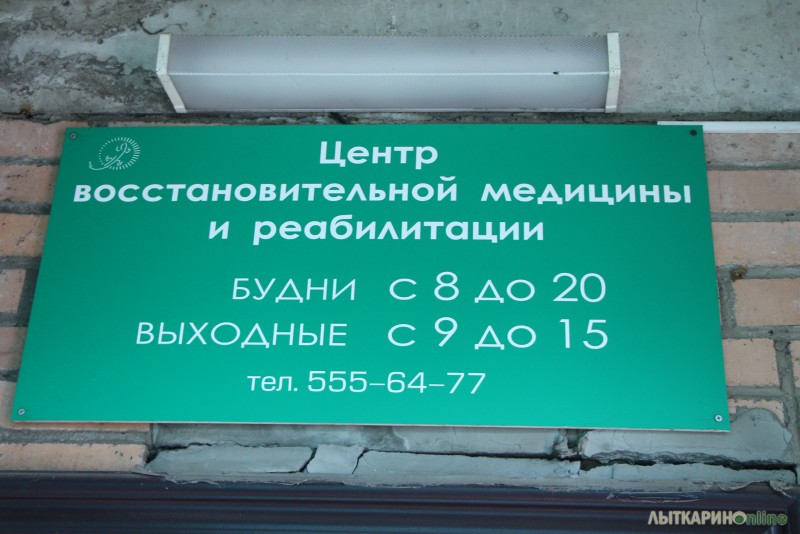 Центр
восстановительной медицины
и реабилитации
БУДНИ с 8 до 20
ВЫХОДНЫЕ с 9 до 15
тел. 555–64–77
ЛЫТКАРИНОonline